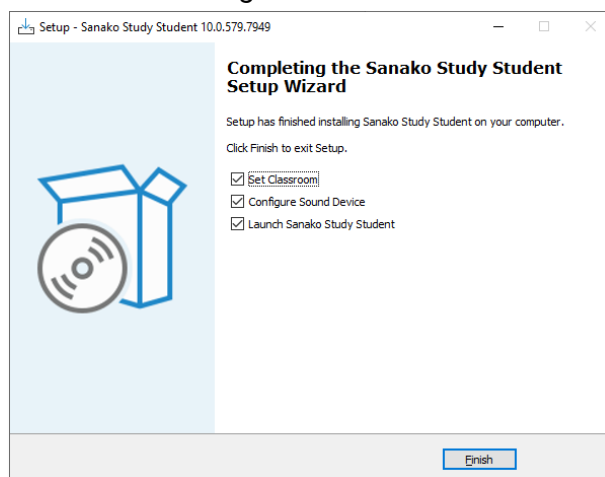 Setup - Sanako Study Student 10.0.579.7949
Completing the Sanako Study Student
Setup Wizard
Setup has finished installing Sanako Study Student on your computer.
Click Finish to exit Setup.
Set Classroom
Configure Sound Device
Launch Sanako Study Student
Finish